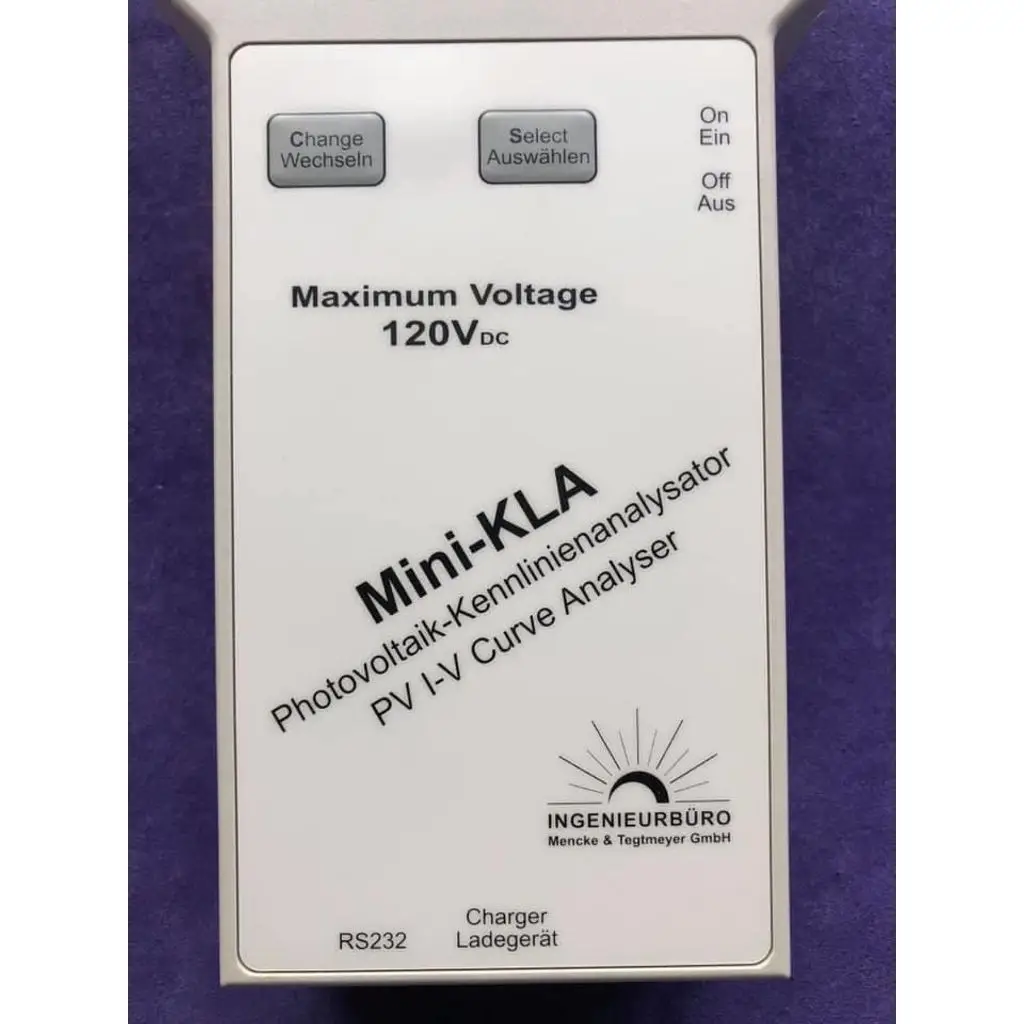 Change
Wechseln
Select
Auswählen
On
Ein
Off
Aus
Maximum Voltage
120VDC
Mini-KLA
Photovoltaik-Kennlinienanalysator
PV I-V Curve Analyser
INGENIEURBÜRO
Mencke & Tegtmeyer GmbH
RS232
Charger
Ladegerät